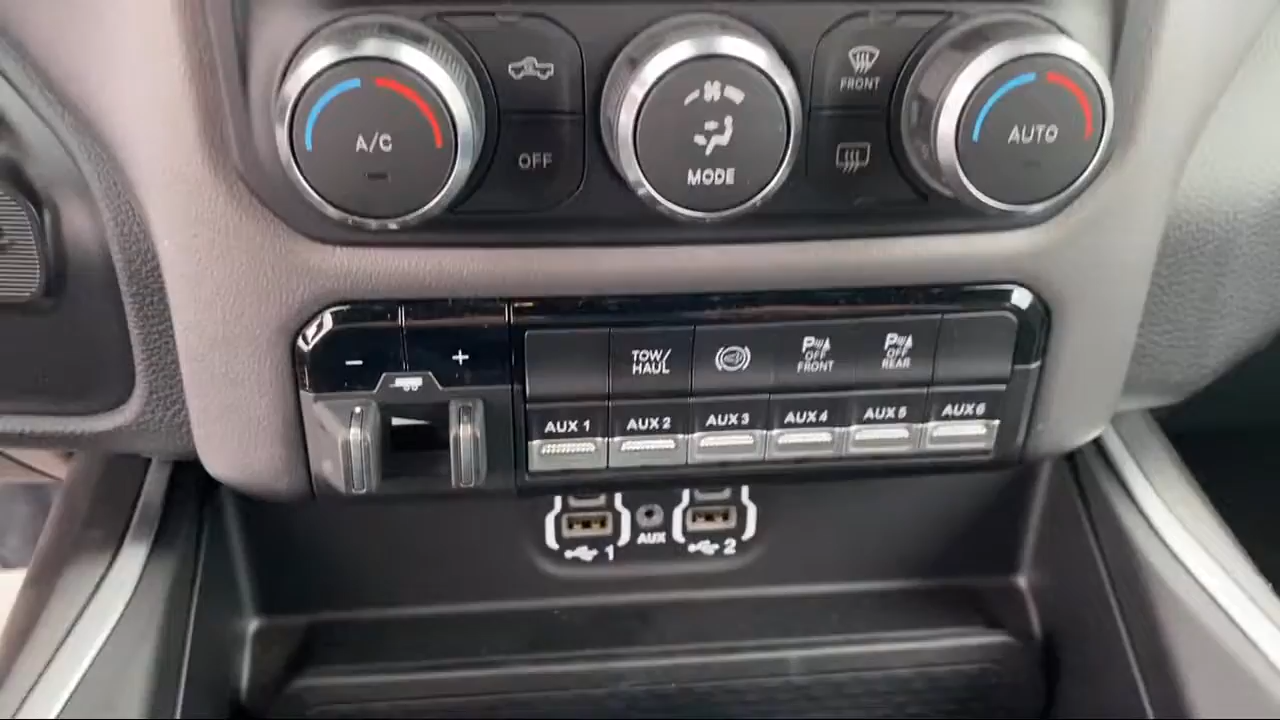 A/C
OFF
MODE
FRONT
AUTO
- +
TOW/
HAUL
P
OFF
FRONT
P
OFF
REAR
AUX 1
AUX 2
AUX 3
AUX 4
AUX 5
AUX 6
1
AUX
2